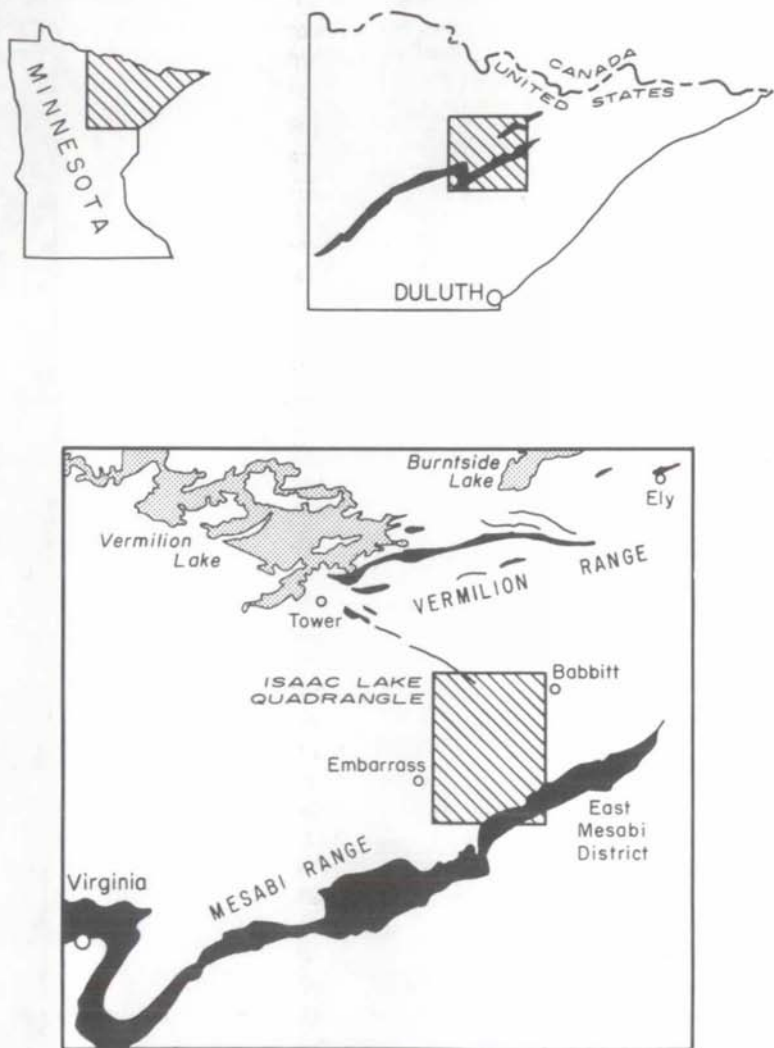 MINNESOTA
CANADA
UNITED STATES
DULUTH
Burntside
Lake
Ely
Vermilion
Lake
VERMILION RANGE
Tower
ISAAC LAKE
QUADRANGLE
Babbitt
Embarrass
East
Mesabi
District
MESABI RANGE
Virginia